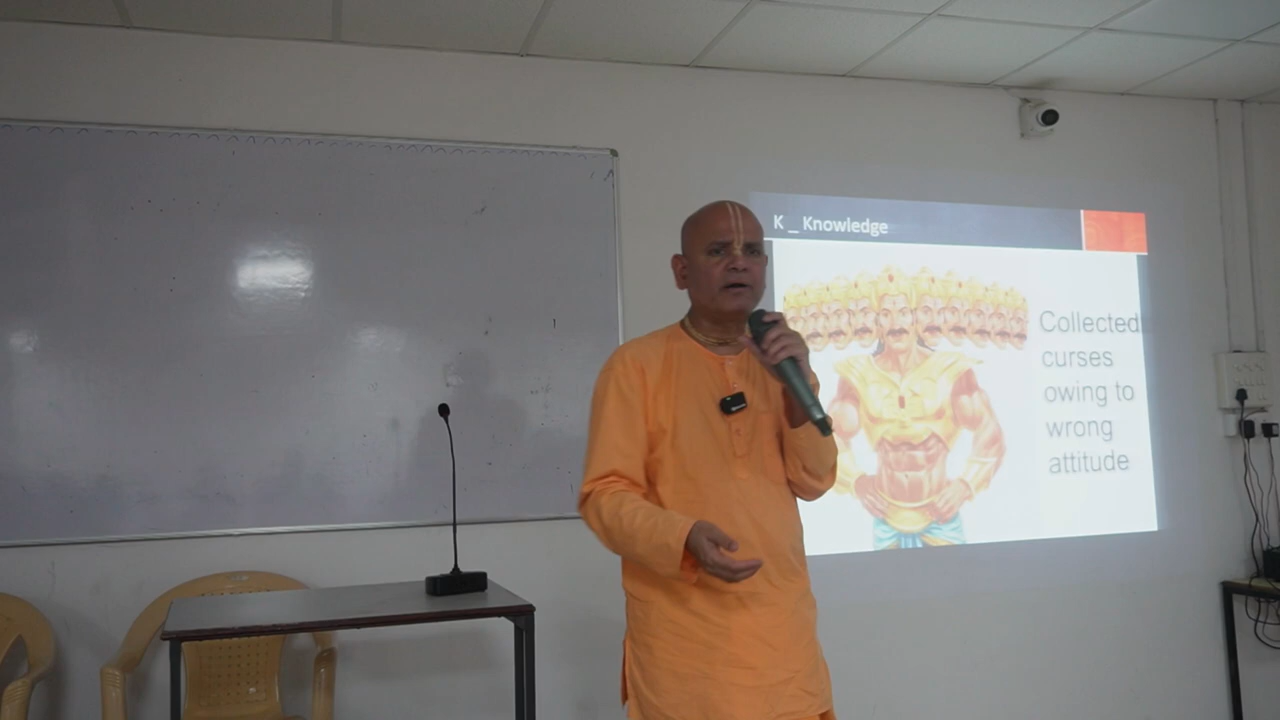 K _ Knowledge
Collected
curses
owing to
wrong
attitude